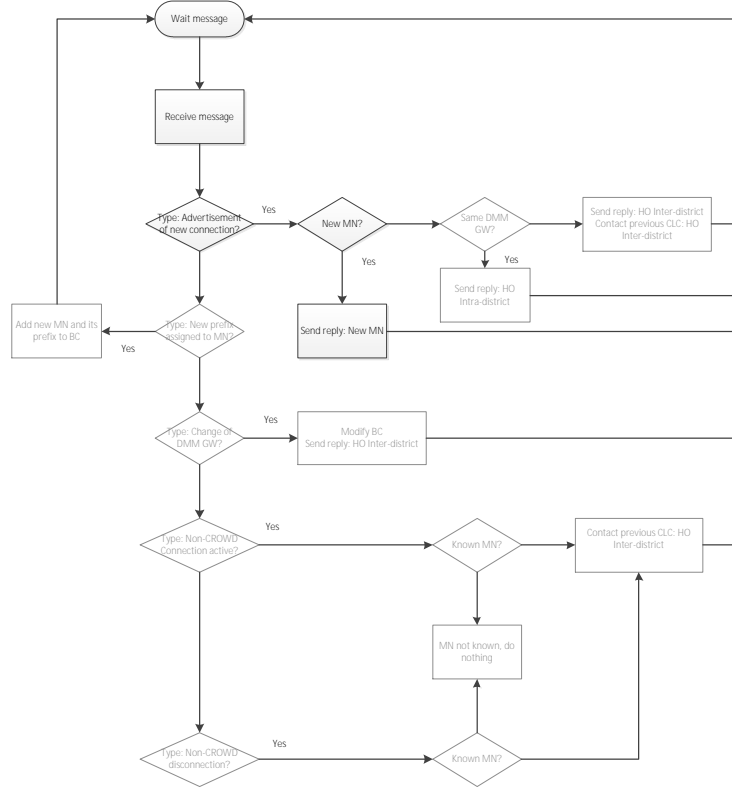 Wait message
Receive message
Type: Advertisement
of new connection?
Yes
New MN?
Same DMM
GW?
Send reply: HO Inter-district
Contact previous CLC: HO
Inter-district
Yes
Yes
Send reply: HO
Intra-district
Add new MN and its
prefix to BC
Yes
Type: New prefix
assigned to MN?
Send reply: New MN
Type: Change of
DMM GW?
Yes
Modify BC
Send reply: HO Inter-district
Type: Non-CROWD
Connection active?
Yes
Known MN?
Contact previous CLC: HO
Inter-district
MN not known, do
nothing
Type: Non-CROWD
disconnection?
Yes
Known MN?